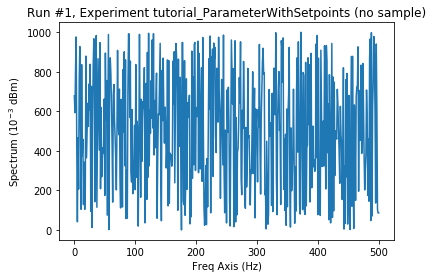 Run #1, Experiment tutorial_ParameterWithSetpoints (no sample)
1000
800
600
400
200
0
Spectrum (10⁻³ dBm)
0 100 200 300 400 500
Freq Axis (Hz)